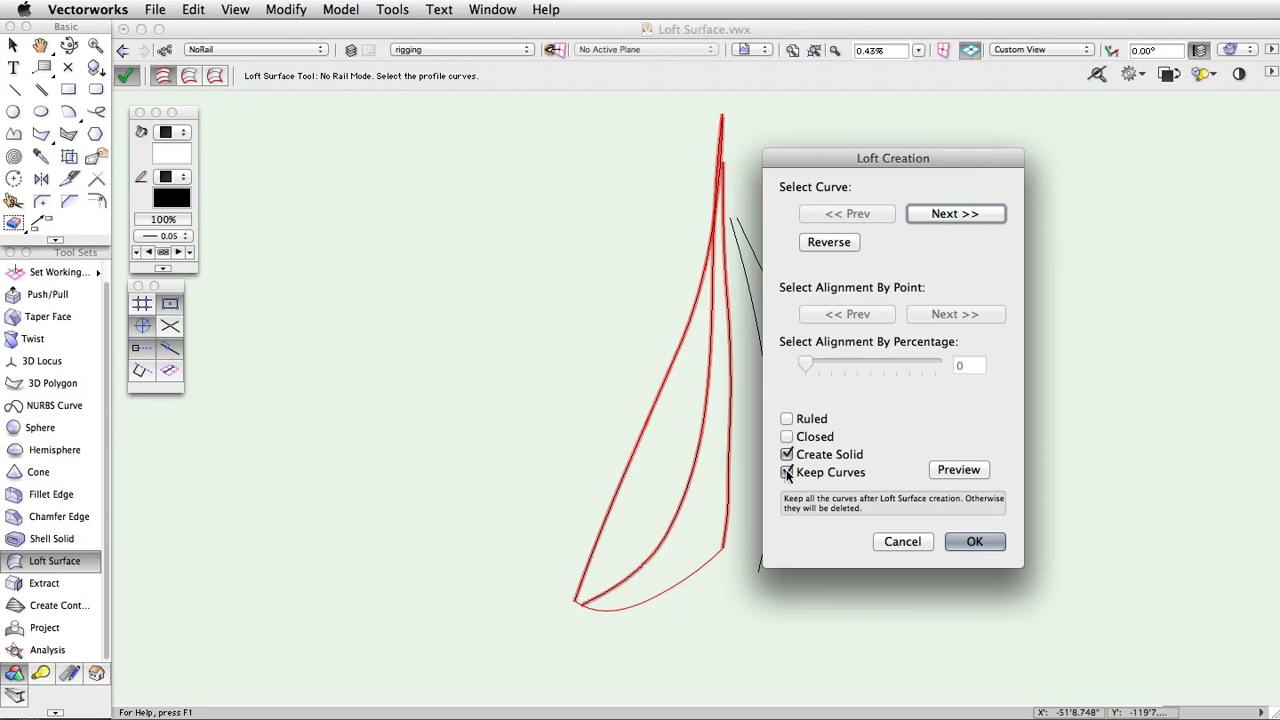 Vectorworks File Edit View Modify Model Tools Text Window Help
Basic
Loft Surface.vwx
NoRail
rigging
No Active Plane
0.43%
Custom View
0.00°
Loft Surface Tool: No Rail Mode. Select the profile curves.
100%
0.05
Tool Sets
Set Working...
Push/Pull
Taper Face
Twist
3D Locus
3D Polygon
NURBS Curve
Sphere
Hemisphere
Cone
Fillet Edge
Chamfer Edge
Shell Solid
Loft Surface
Extract
Create Cont...
Project
Analysis
Loft Creation
Select Curve:
<< Prev
Next >>
Reverse
Select Alignment By Point:
<< Prev
Next >>
Select Alignment By Percentage:
0
Ruled
Closed
Create Solid
Keep Curves
Preview
Keep all the curves after Loft Surface creation. Otherwise
they will be deleted.
Cancel
OK
For Help, press F1
X: -51'8.748"
Y: -119'7....